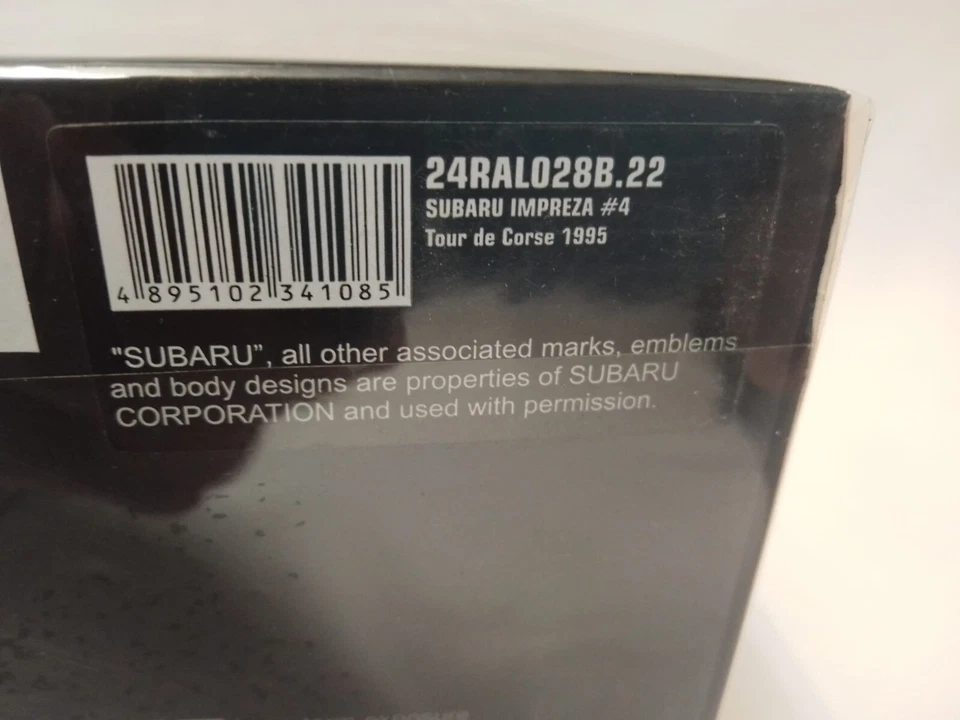 24RAL028B.22
SUBARU IMPREZA #4
Tour de Corse 1995
4 895102 341085
"SUBARU", all other associated marks, emblems
and body designs are properties of SUBARU
CORPORATION and used with permission.